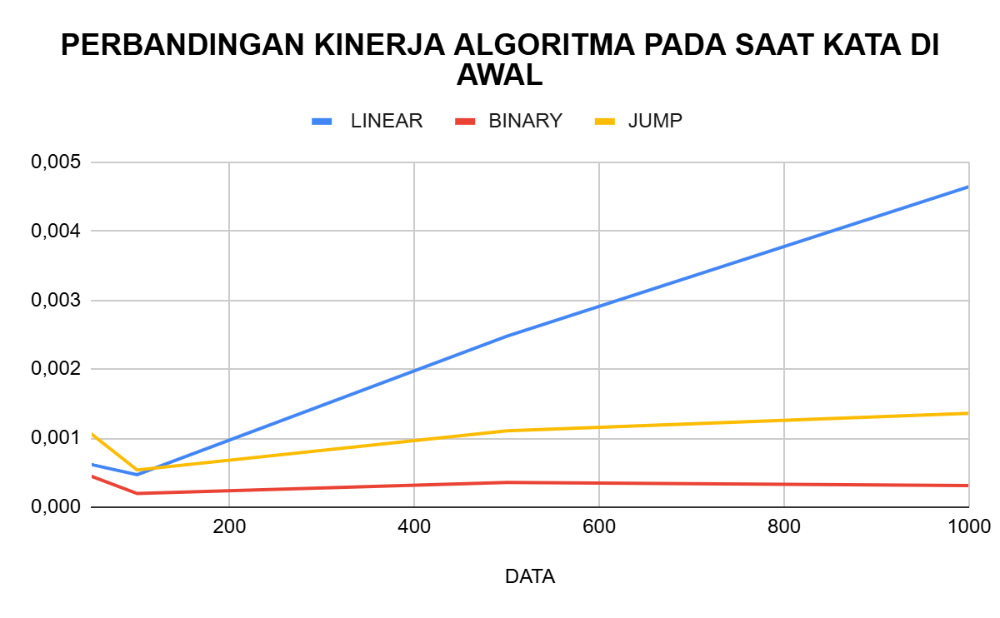 PERBANDINGAN KINERJA ALGORITMA PADA SAAT KATA DI
AWAL
LINEAR BINARY JUMP
0,005
0,004
0,003
0,002
0,001
0,000
200 400 600 800 1000
DATA